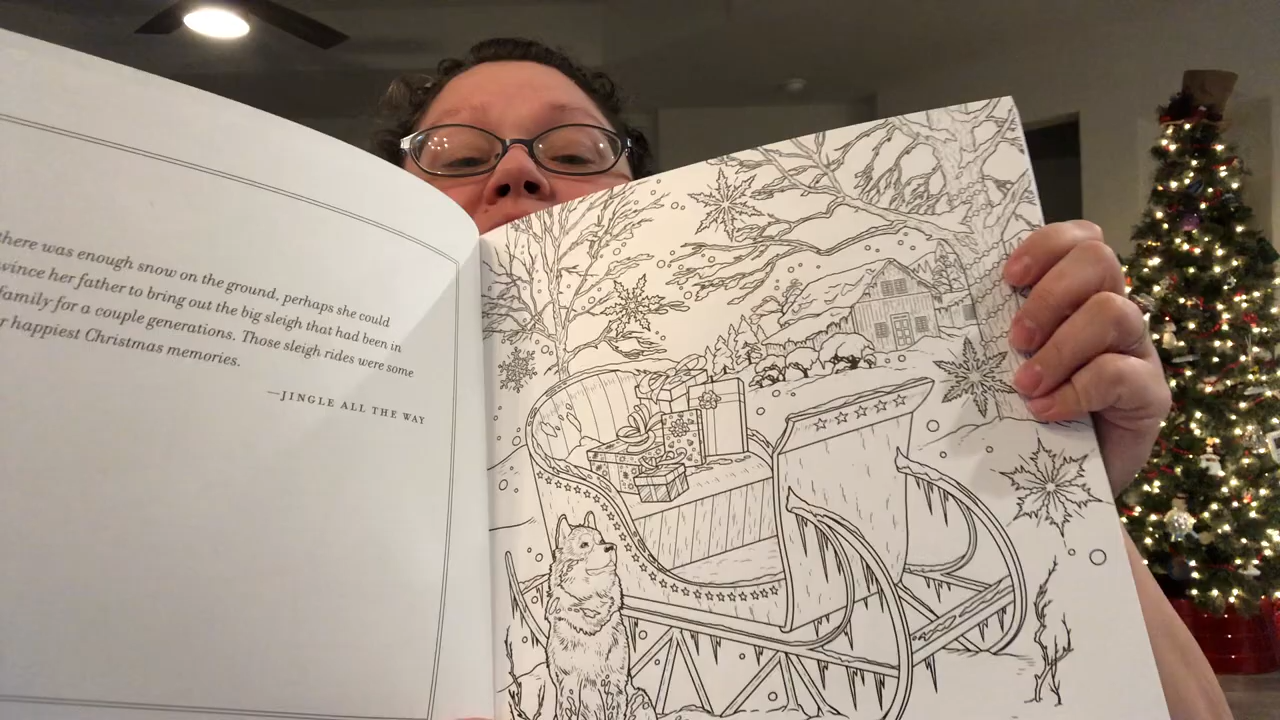 there was enough snow on the ground, perhaps she could
vince her father to bring out the big sleigh that had been in
family for a couple generations. Those sleigh rides were some
r happiest Christmas memories.
—JINGLE ALL THE WAY